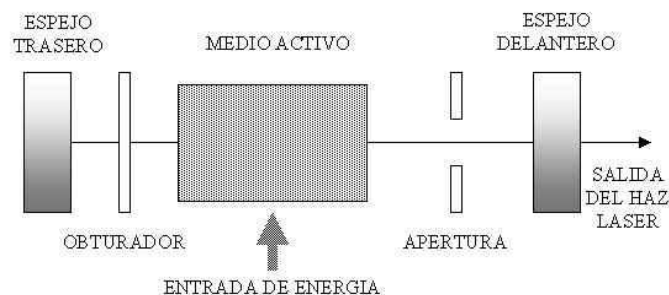 ESPEJO
TRASERO
MEDIO ACTIVO
ESPEJO
DELANTERO
OBTURADOR
ENTRADA DE ENERGIA
APERTURA
SALIDA
DEL HAZ
LASER